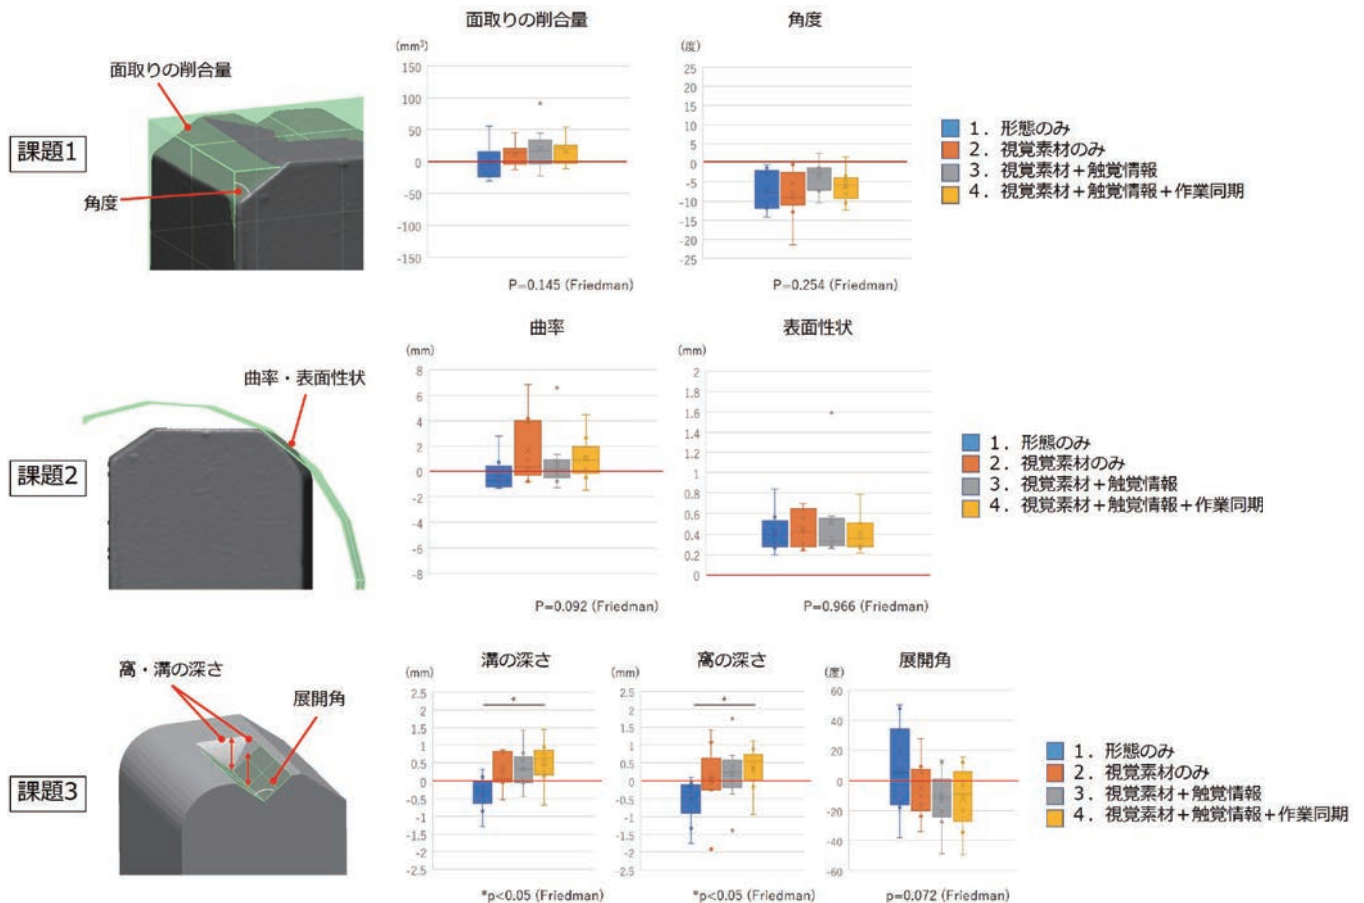 課題1
面取りの削合量
角度
面取りの削合量
(mm³)
150
100
50
0
-50
-100
-150
P=0.145 (Friedman)
角度
(度)
25
20
15
10
5
0
-5
-10
-15
-20
-25
P=0.254 (Friedman)
1．形態のみ
2．視覚素材のみ
3．視覚素材＋触覚情報
4．視覚素材＋触覚情報＋作業同期
課題2
曲率・表面性状
曲率
(mm)
8
6
4
2
0
-2
-4
-6
-8
P=0.092 (Friedman)
表面性状
(mm)
2
1.8
1.6
1.4
1.2
1
0.8
0.6
0.4
0.2
0
P=0.966 (Friedman)
1．形態のみ
2．視覚素材のみ
3．視覚素材＋触覚情報
4．視覚素材＋触覚情報＋作業同期
課題3
窩・溝の深さ
展開角
溝の深さ
(mm)
2.5
2
1.5
1
0.5
0
-0.5
-1
-1.5
-2
-2.5
*
*p<0.05 (Friedman)
窩の深さ
(mm)
2.5
2
1.5
1
0.5
0
-0.5
-1
-1.5
-2
-2.5
*
*p<0.05 (Friedman)
展開角
(度)
60
40
20
0
-20
-40
-60
p=0.072 (Friedman)
1．形態のみ
2．視覚素材のみ
3．視覚素材＋触覚情報
4．視覚素材＋触覚情報＋作業同期